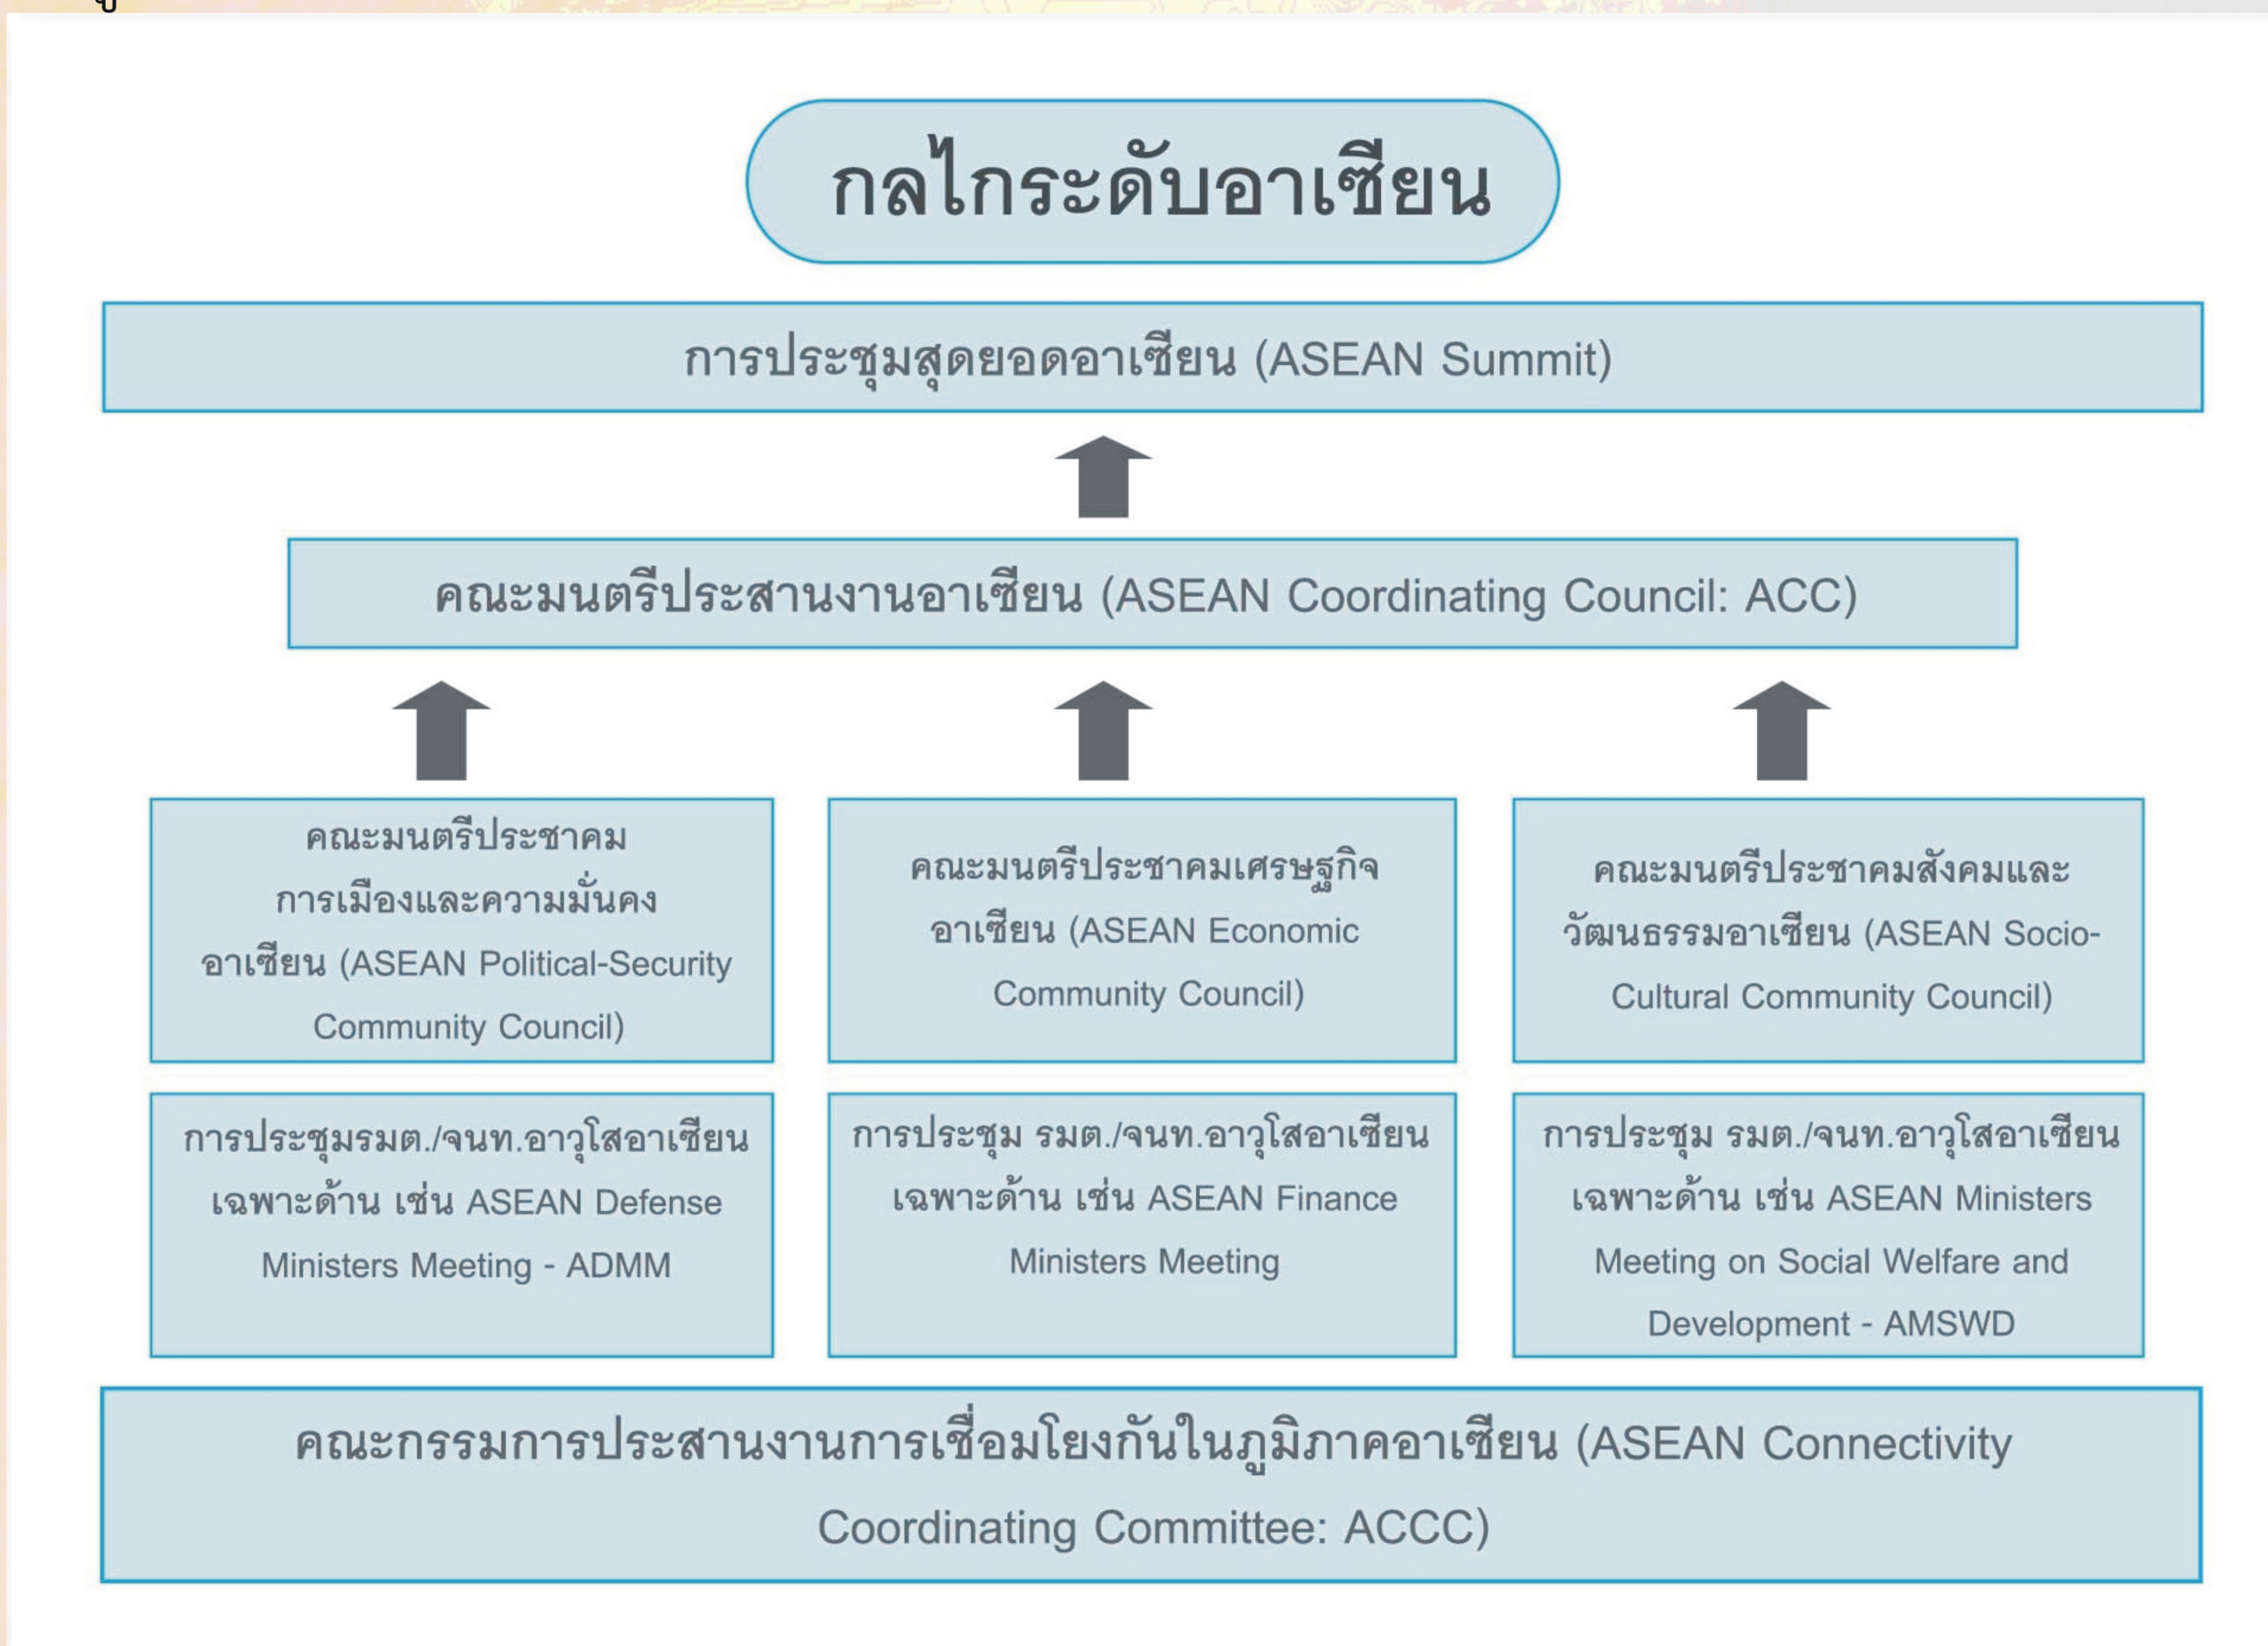 กลไกระดับอาเซียน
การประชุมสุดยอดอาเซียน (ASEAN Summit)
คณะมนตรีประสานงานอาเซียน (ASEAN Coordinating Council: ACC)
คณะมนตรีประชาคม
การเมืองและความมั่นคง
อาเซียน (ASEAN Political-Security
Community Council)
คณะมนตรีประชาคมเศรษฐกิจ
อาเซียน (ASEAN Economic
Community Council)
คณะมนตรีประชาคมสังคมและ
วัฒนธรรมอาเซียน (ASEAN Socio-
Cultural Community Council)
การประชุมรมต./จนท.อาวุโสอาเซียน
เฉพาะด้าน เช่น ASEAN Defense
Ministers Meeting - ADMM
การประชุม รมต./จนท.อาวุโสอาเซียน
เฉพาะด้าน เช่น ASEAN Finance
Ministers Meeting
การประชุม รมต./จนท.อาวุโสอาเซียน
เฉพาะด้าน เช่น ASEAN Ministers
Meeting on Social Welfare and
Development - AMSWD
คณะกรรมการประสานงานการเชื่อมโยงกันในภูมิภาคอาเซียน (ASEAN Connectivity
Coordinating Committee: ACCC)